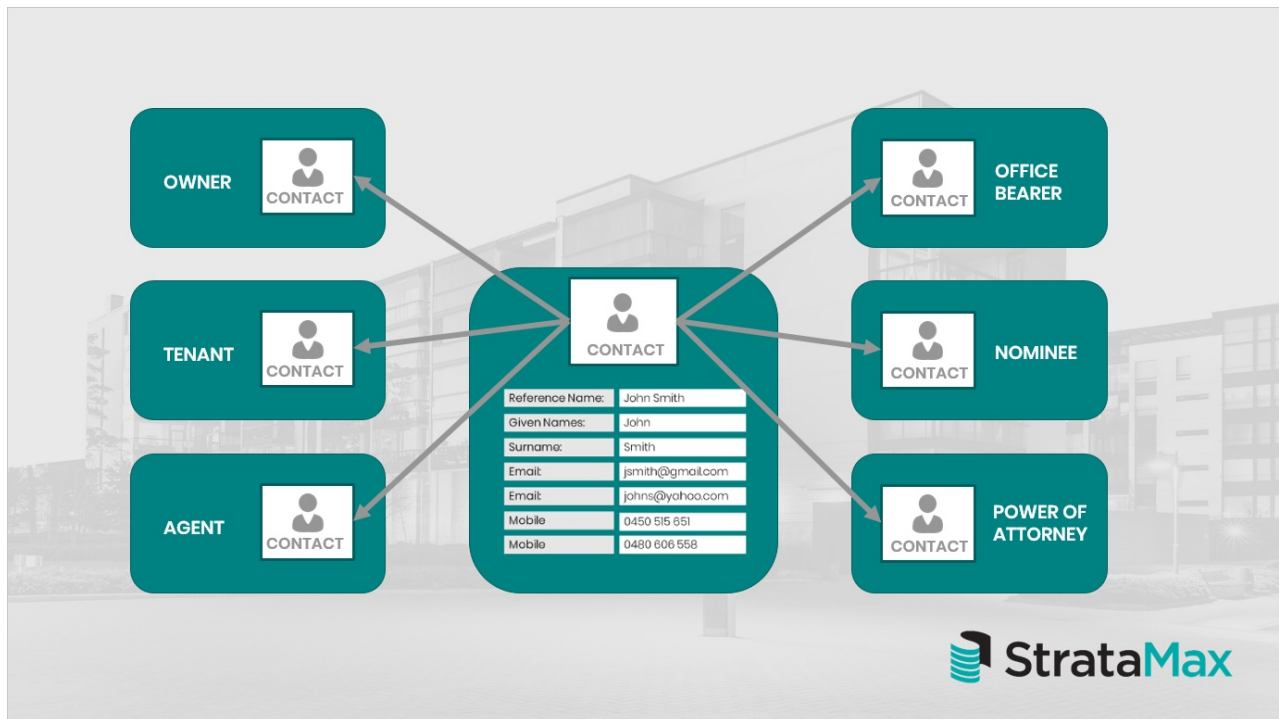 OWNER
CONTACT
TENANT
CONTACT
AGENT
CONTACT
CONTACT
Reference Name: John Smith
Given Names: John
Surname: Smith
Email: jsmith@gmail.com
Email: johns@yahoo.com
Mobile 0450 515 651
Mobile 0480 606 558
CONTACT
OFFICE
BEARER
CONTACT
NOMINEE
CONTACT
POWER OF
ATTORNEY
StrataMax